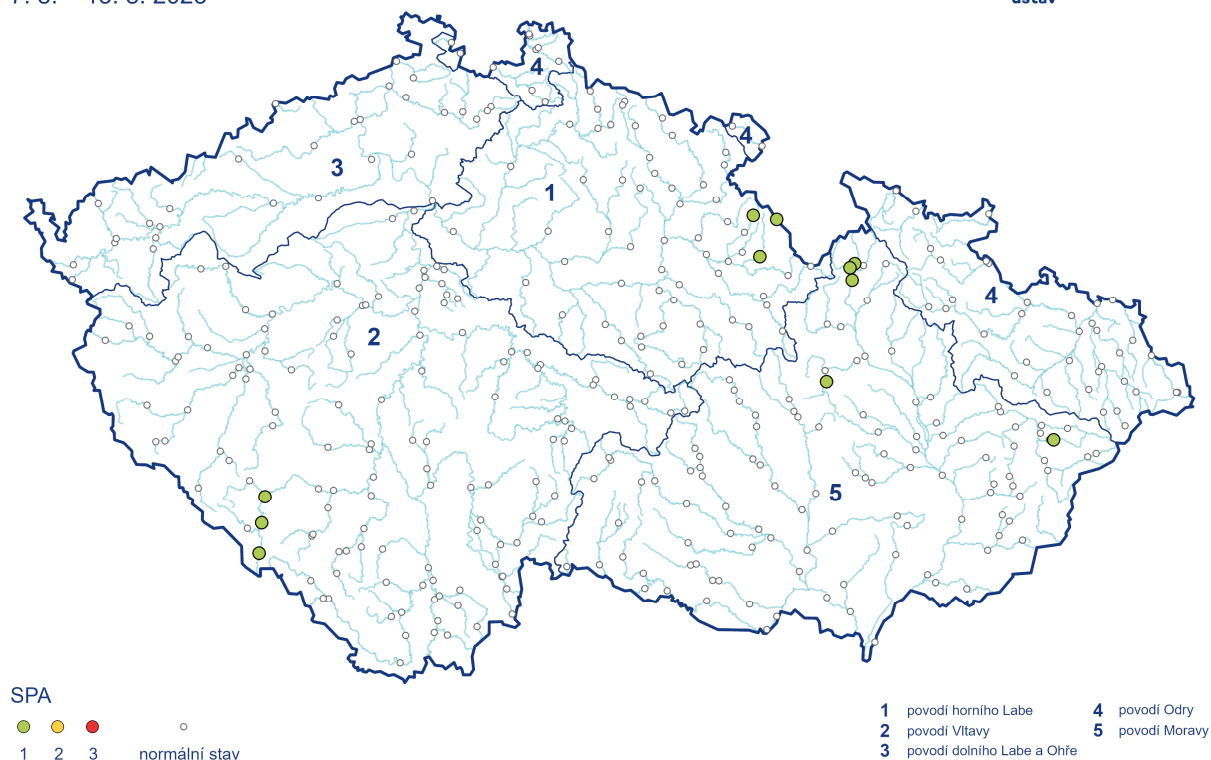 ústav
4
4
3
1
4
2
5
SPA
1 2 3 normální stav
1 povodí horního Labe
2 povodí Vltavy
3 povodí dolního Labe a Ohře
4 povodí Odry
5 povodí Moravy